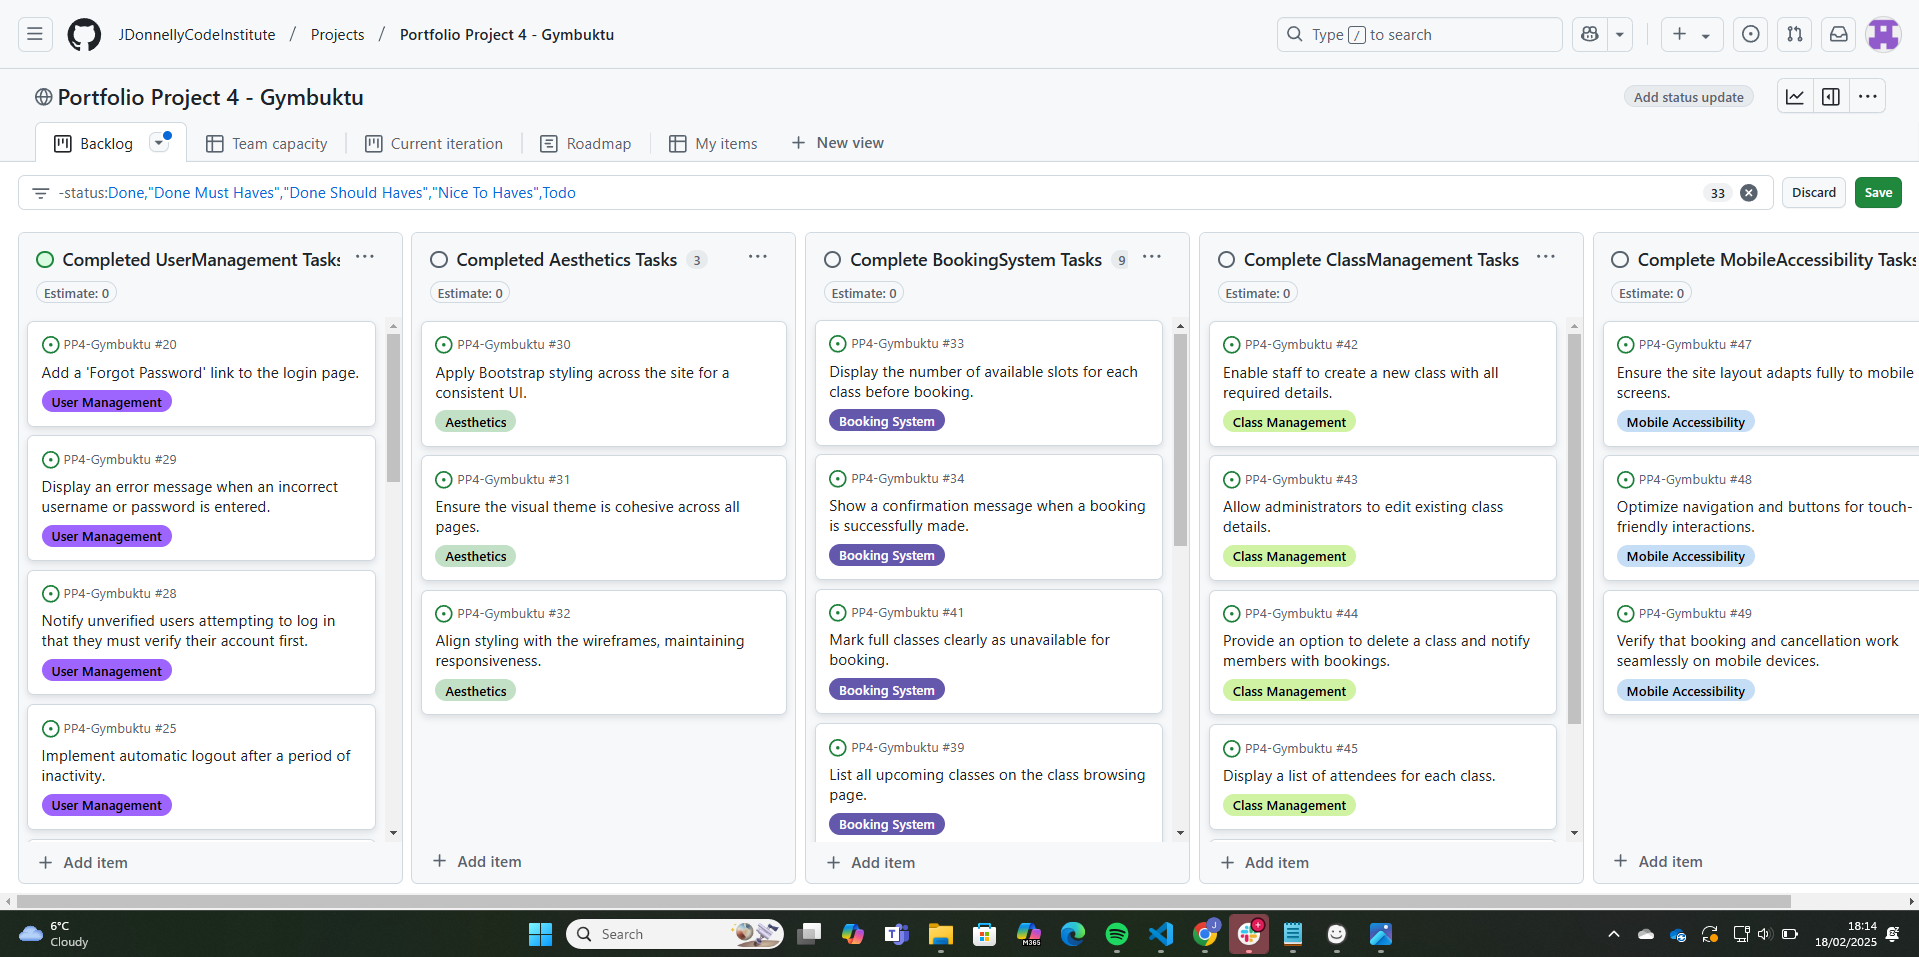 JDonnellyCodeInstitute / Projects / Portfolio Project 4 - Gymbuktu
Type / to search
Portfolio Project 4 - Gymbuktu
Add status update
Backlog
Team capacity
Current iteration
Roadmap
My items
+ New view
-status:Done,"Done Must Haves","Done Should Haves","Nice To Haves",Todo
33
Discard
Save
Completed UserManagement Tasks
Estimate: 0
PP4-Gymbuktu #20
Add a 'Forgot Password' link to the login page.
User Management
PP4-Gymbuktu #29
Display an error message when an incorrect
username or password is entered.
User Management
PP4-Gymbuktu #28
Notify unverified users attempting to log in
that they must verify their account first.
User Management
PP4-Gymbuktu #25
Implement automatic logout after a period of
inactivity.
User Management
+ Add item
Completed Aesthetics Tasks 3
Estimate: 0
PP4-Gymbuktu #30
Apply Bootstrap styling across the site for a
consistent UI.
Aesthetics
PP4-Gymbuktu #31
Ensure the visual theme is cohesive across all
pages.
Aesthetics
PP4-Gymbuktu #32
Align styling with the wireframes, maintaining
responsiveness.
Aesthetics
+ Add item
Complete BookingSystem Tasks 9
Estimate: 0
PP4-Gymbuktu #33
Display the number of available slots for each
class before booking.
Booking System
PP4-Gymbuktu #34
Show a confirmation message when a booking
is successfully made.
Booking System
PP4-Gymbuktu #41
Mark full classes clearly as unavailable for
booking.
Booking System
PP4-Gymbuktu #39
List all upcoming classes on the class browsing
page.
Booking System
+ Add item
Complete ClassManagement Tasks
Estimate: 0
PP4-Gymbuktu #42
Enable staff to create a new class with all
required details.
Class Management
PP4-Gymbuktu #43
Allow administrators to edit existing class
details.
Class Management
PP4-Gymbuktu #44
Provide an option to delete a class and notify
members with bookings.
Class Management
PP4-Gymbuktu #45
Display a list of attendees for each class.
Class Management
+ Add item
Complete MobileAccessibility Tasks
Estimate: 0
PP4-Gymbuktu #47
Ensure the site layout adapts fully to mobile
screens.
Mobile Accessibility
PP4-Gymbuktu #48
Optimize navigation and buttons for touch-
friendly interactions.
Mobile Accessibility
PP4-Gymbuktu #49
Verify that booking and cancellation work
seamlessly on mobile devices.
Mobile Accessibility
+ Add item
6°C
Cloudy
Search
M365
J
18:14
18/02/2025